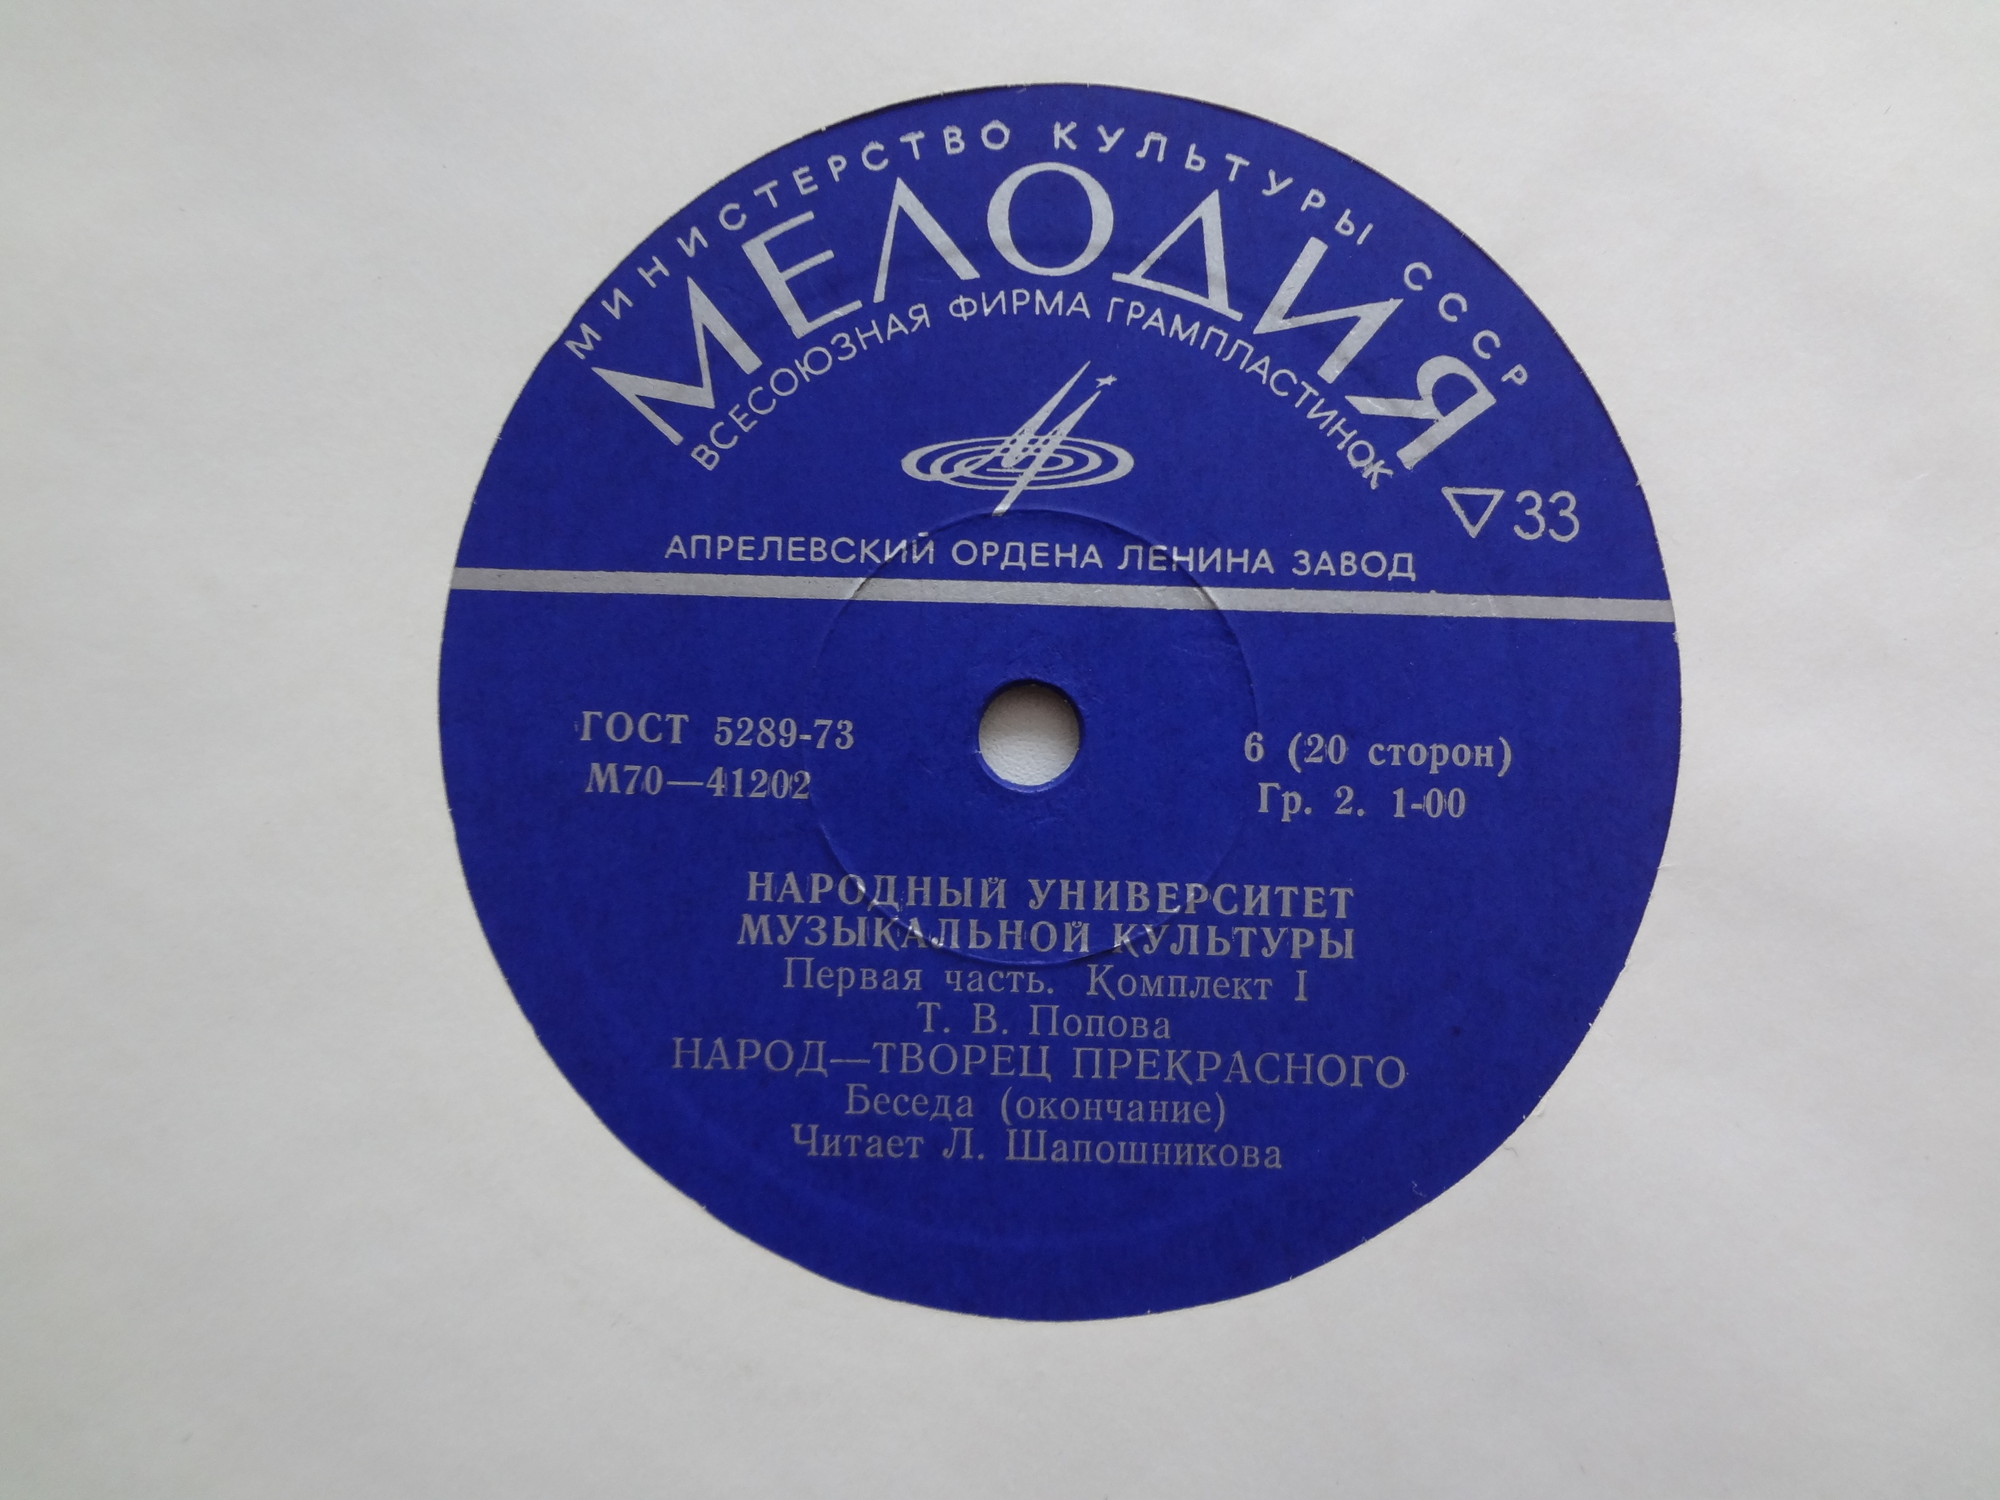 МИНИСТЕРСТВО КУЛЬТУРЫ СССР
МЕЛОДИЯ
ВСЕСОЮЗНАЯ ФИРМА ГРАМПЛАСТИНОК
33
АПРЕЛЕВСКИЙ ОРДЕНА ЛЕНИНА ЗАВОД
ГОСТ 5289-73
М70—41202
6 (20 сторон)
Гр. 2. 1-00
НАРОДНЫЙ УНИВЕРСИТЕТ
МУЗЫКАЛЬНОЙ КУЛЬТУРЫ
Первая часть. Комплект I
Т. В. Попова
НАРОД—ТВОРЕЦ ПРЕКРАСНОГО
Беседа (окончание)
Читает Л. Шапошникова